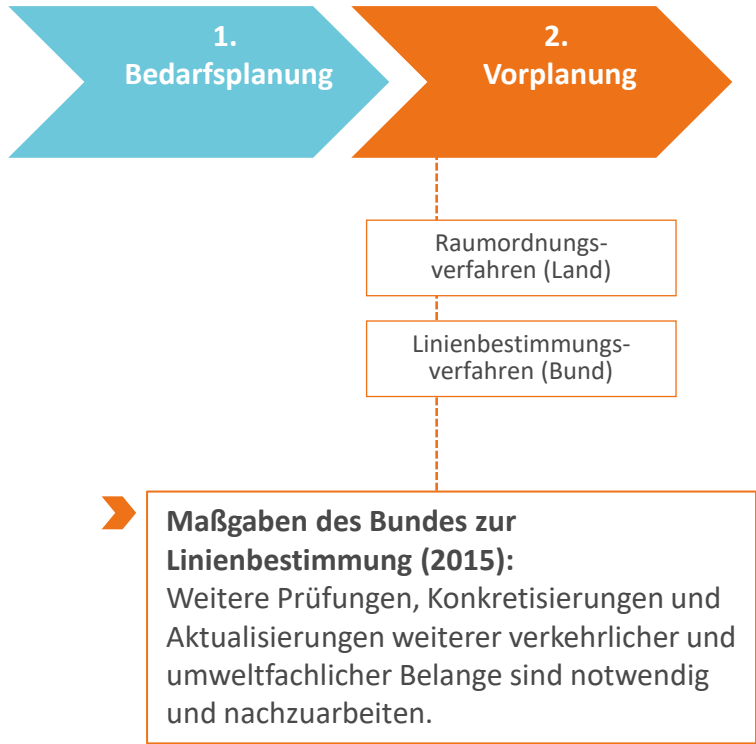 1.
Bedarfsplanung
2.
Vorplanung
Raumordnungs-
verfahren (Land)
Linienbestimmungs-
verfahren (Bund)
Maßgaben des Bundes zur
Linienbestimmung (2015):
Weitere Prüfungen, Konkretisierungen und
Aktualisierungen weiterer verkehrlicher und
umweltfachlicher Belange sind notwendig
und nachzuarbeiten.